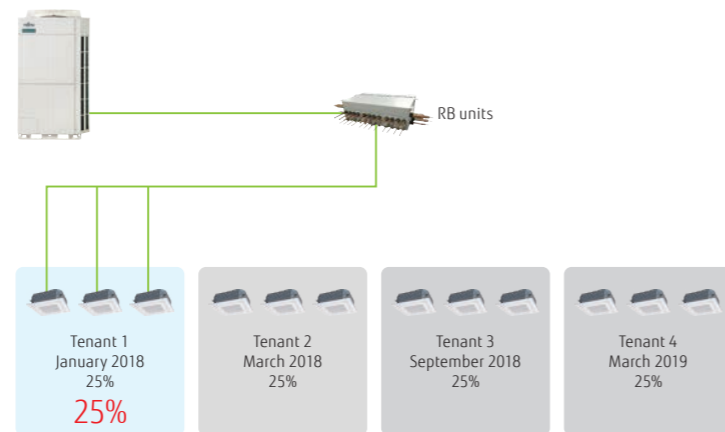 RB units
Tenant 1
January 2018
25%
25%
Tenant 2
March 2018
25%
Tenant 3
September 2018
25%
Tenant 4
March 2019
25%